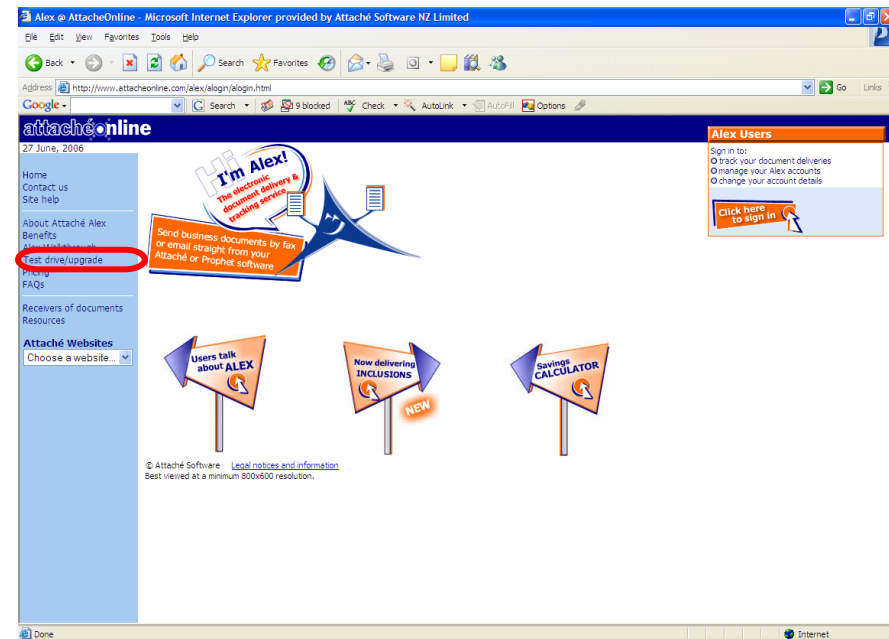 Alex @ AttacheOnline - Microsoft Internet Explorer provided by Attaché Software NZ Limited
File Edit View Favorites Tools Help
Back Search Favorites
Address http://www.attacheonline.com/alex/alogin/alogin.html Go Links
Google Search 9 blocked Check AutoLink AutoFill Options
attachéonline
27 June, 2006
Home
Contact us
Site help
About Attaché Alex
Benefits
Alex Walkthrough
Test drive/upgrade
Pricing
FAQs
Receivers of documents
Resources
Attaché Websites
Choose a website...
Hi
I'm Alex!
The electronic
document delivery &
tracking service
Send business documents by fax
or email straight from your
Attaché or Prophet software
Alex Users
Sign in to:
track your document deliveries
manage your Alex accounts
change your account details
Click here
to sign in
Users talk
about ALEX
Now delivering
INCLUSIONS
NEW
Savings
CALCULATOR
© Attaché Software Legal notices and information
Best viewed at a minimum 800x600 resolution.
Done Internet